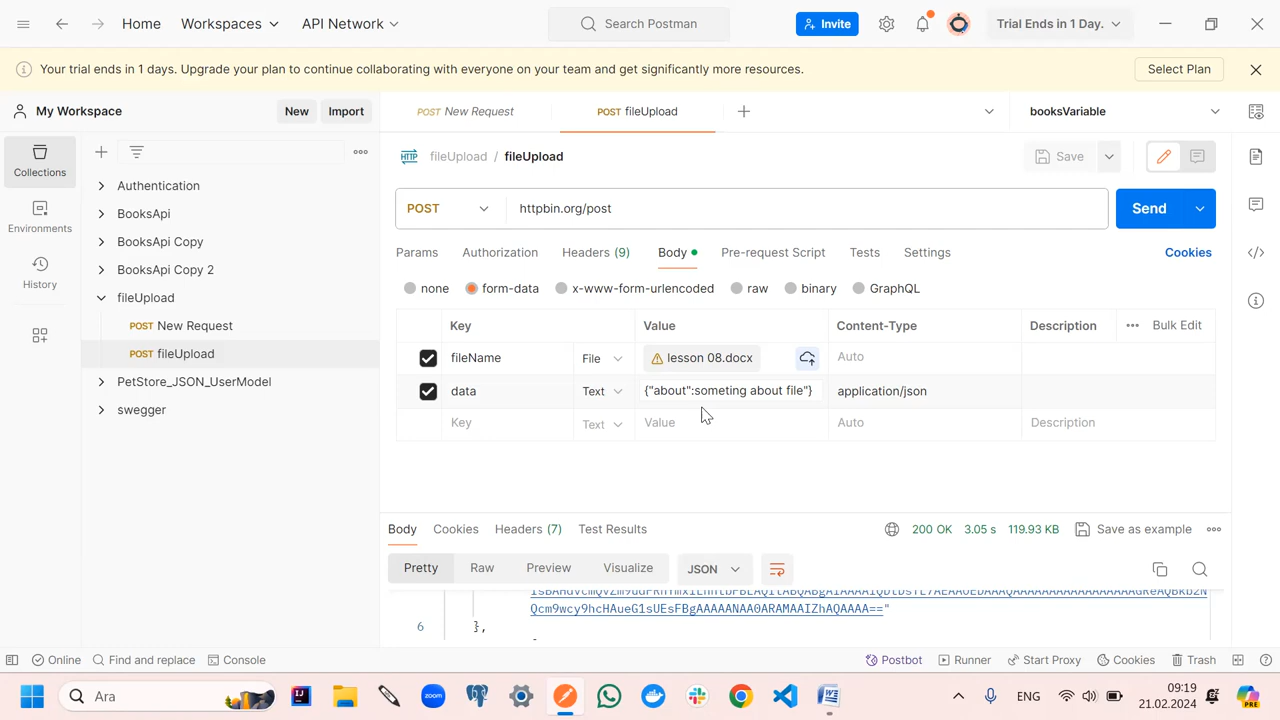 Home
Workspaces
API Network
Search Postman
Invite
Trial Ends in 1 Day.
Your trial ends in 1 days. Upgrade your plan to continue collaborating with everyone on your team and get significantly more resources.
Select Plan
My Workspace
New
Import
POST New Request
POST fileUpload
booksVariable
Collections
Environments
History
Authentication
BooksApi
BooksApi Copy
BooksApi Copy 2
fileUpload
POST New Request
POST fileUpload
PetStore_JSON_UserModel
swegger
HTTP
fileUpload / fileUpload
Save
POST
httpbin.org/post
Send
Params
Authorization
Headers (9)
Body
Pre-request Script
Tests
Settings
Cookies
none
form-data
x-www-form-urlencoded
raw
binary
GraphQL
Key
Value
Content-Type
Description
Bulk Edit
fileName
File
lesson 08.docx
Auto
data
Text
{"about":someting about file"}
application/json
Key
Text
Value
Auto
Description
Body
Cookies
Headers (7)
Test Results
200 OK
3.05 s
119.93 KB
Save as example
Pretty
Raw
Preview
Visualize
JSON
Qcm9wcy9hcHAueG1sUEsFBgAAAAANAA0ARAMAAIZhAQAAAA=="
6
},
Online
Find and replace
Console
Postbot
Runner
Start Proxy
Cookies
Trash
Ara
zoom
ENG
09:19
21.02.2024
PRE